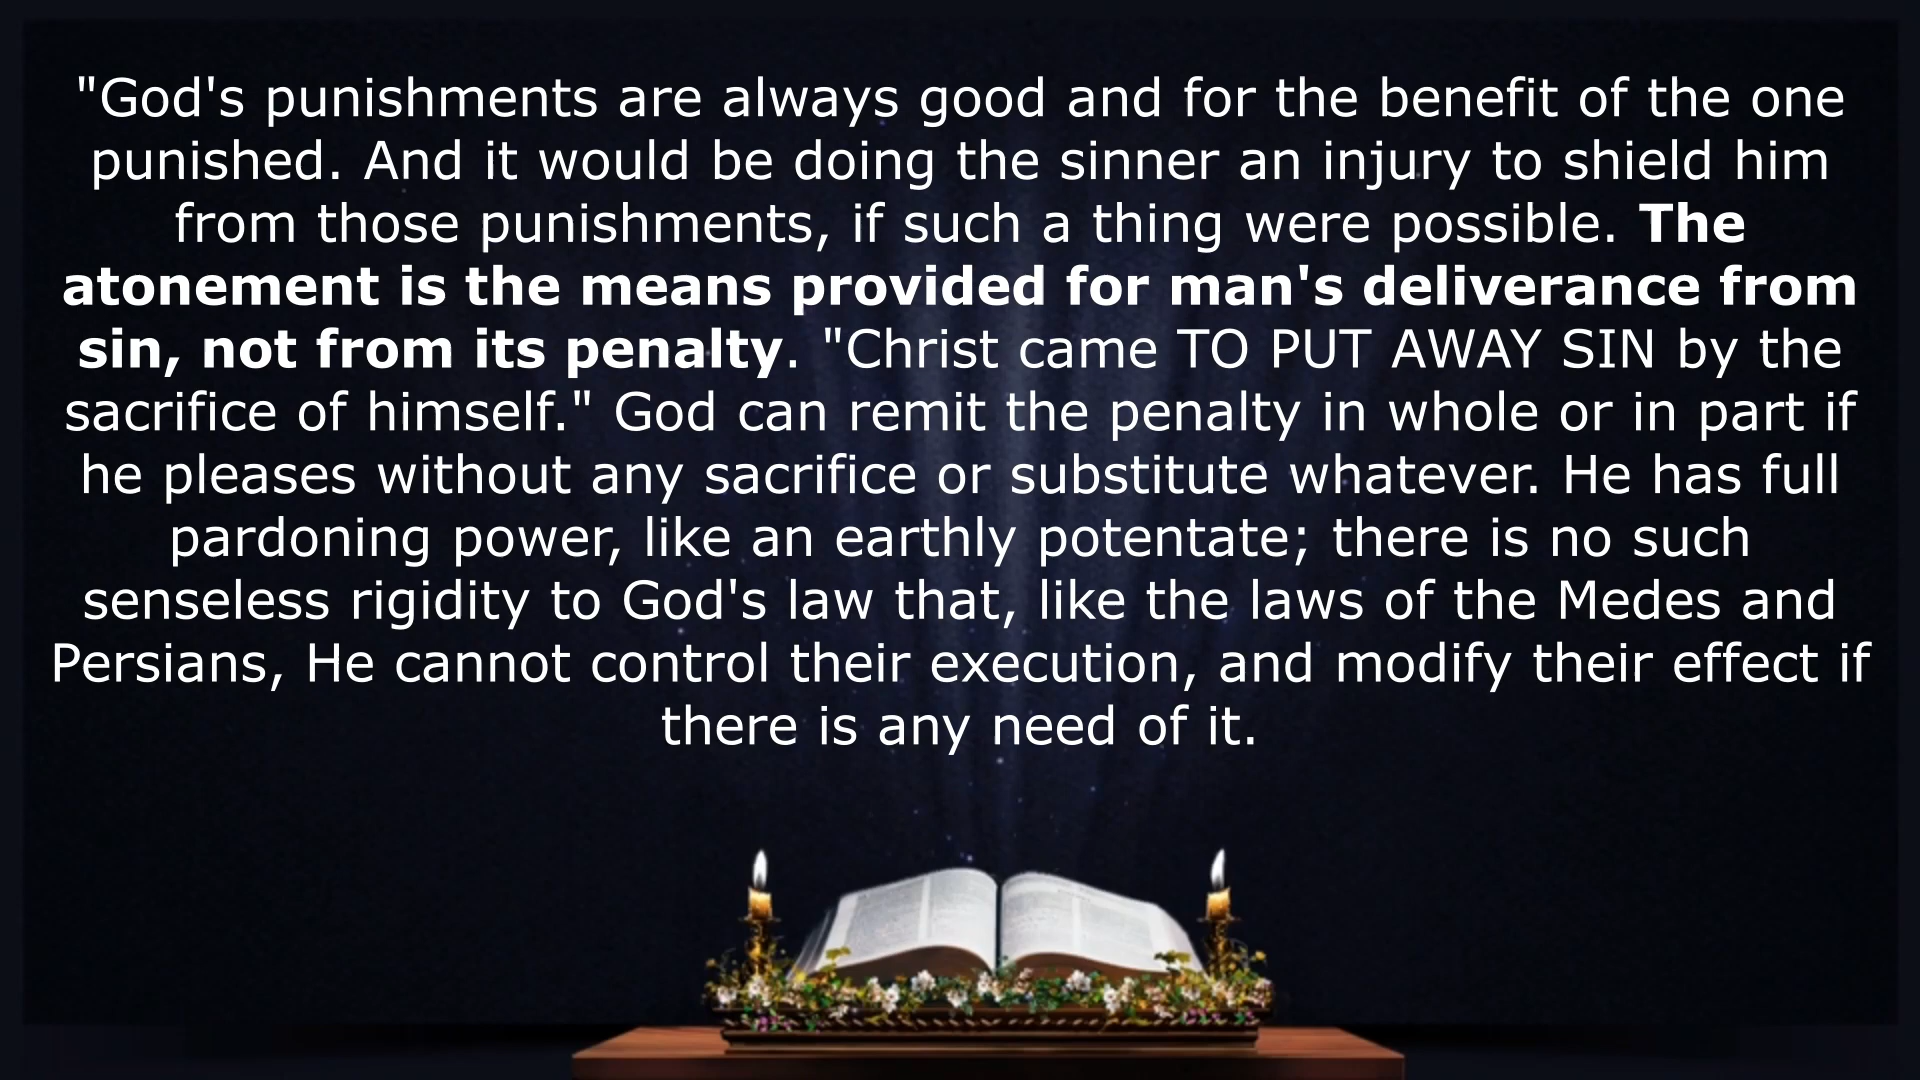 "God's punishments are always good and for the benefit of the one
punished. And it would be doing the sinner an injury to shield him
from those punishments, if such a thing were possible. The
atonement is the means provided for man's deliverance from
sin, not from its penalty. "Christ came TO PUT AWAY SIN by the
sacrifice of himself." God can remit the penalty in whole or in part if
he pleases without any sacrifice or substitute whatever. He has full
pardoning power, like an earthly potentate; there is no such
senseless rigidity to God's law that, like the laws of the Medes and
Persians, He cannot control their execution, and modify their effect if
there is any need of it.